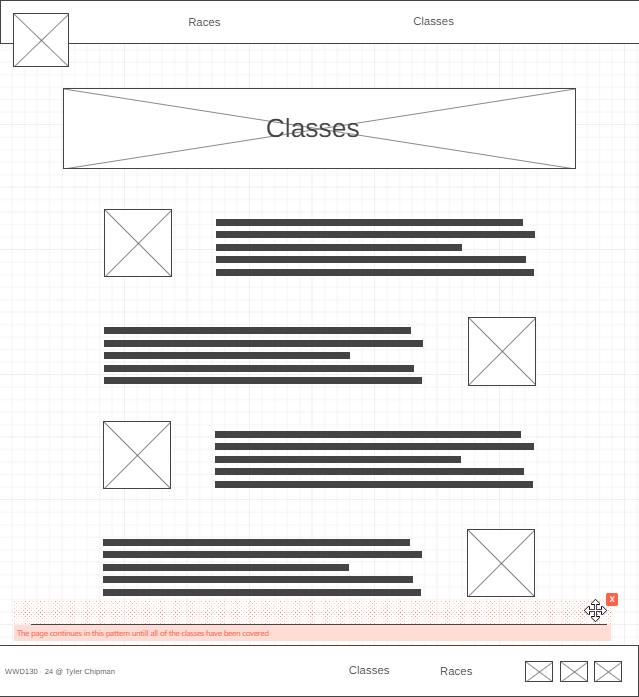 Races
Classes
Classes
x
The page continues in this pattern untill all of the classes have been covered
WWD130 · 24 @ Tyler Chipman
Classes
Races